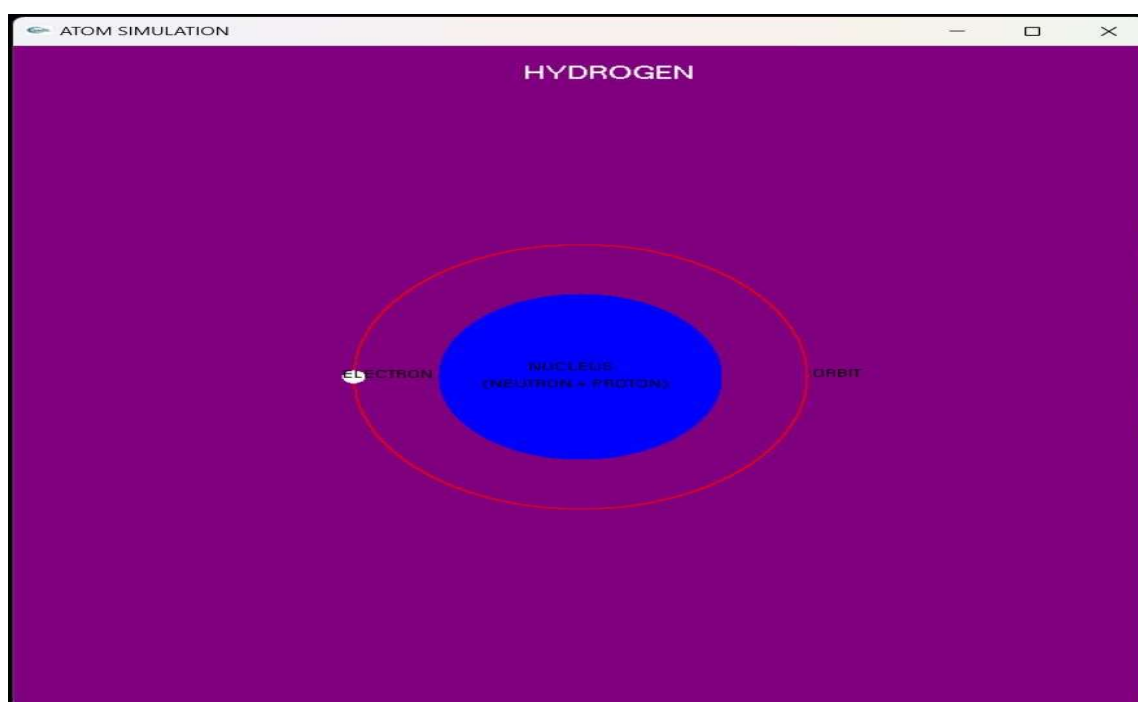 ATOM SIMULATION
HYDROGEN
NUCLEUS
(NEUTRON + PROTON)
ELECTRON
ORBIT